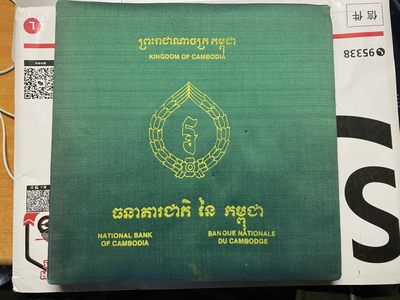 信件
95338
ព្រះរាជាណាចក្រ កម្ពុជា
KINGDOM OF CAMBODIA
ធនាគារជាតិ នៃ កម្ពុជា
NATIONAL BANK
OF CAMBODIA
BANQUE NATIONALE
DU CAMBODGE